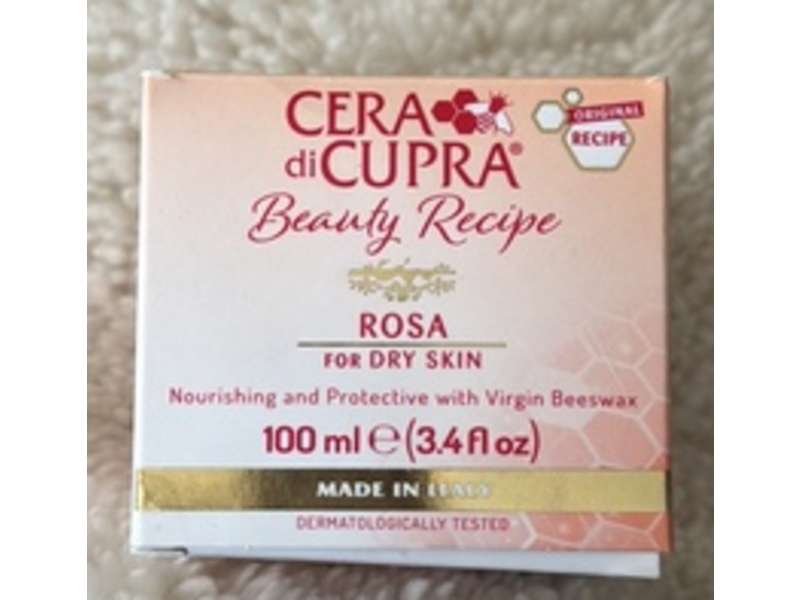 CERA
di CUPRA®
ORIGINAL
RECIPE
Beauty Recipe
ROSA
FOR DRY SKIN
Nourishing and Protective with Virgin Beeswax
100 ml ℮ (3.4 fl oz)
MADE IN ITALY
DERMATOLOGICALLY TESTED